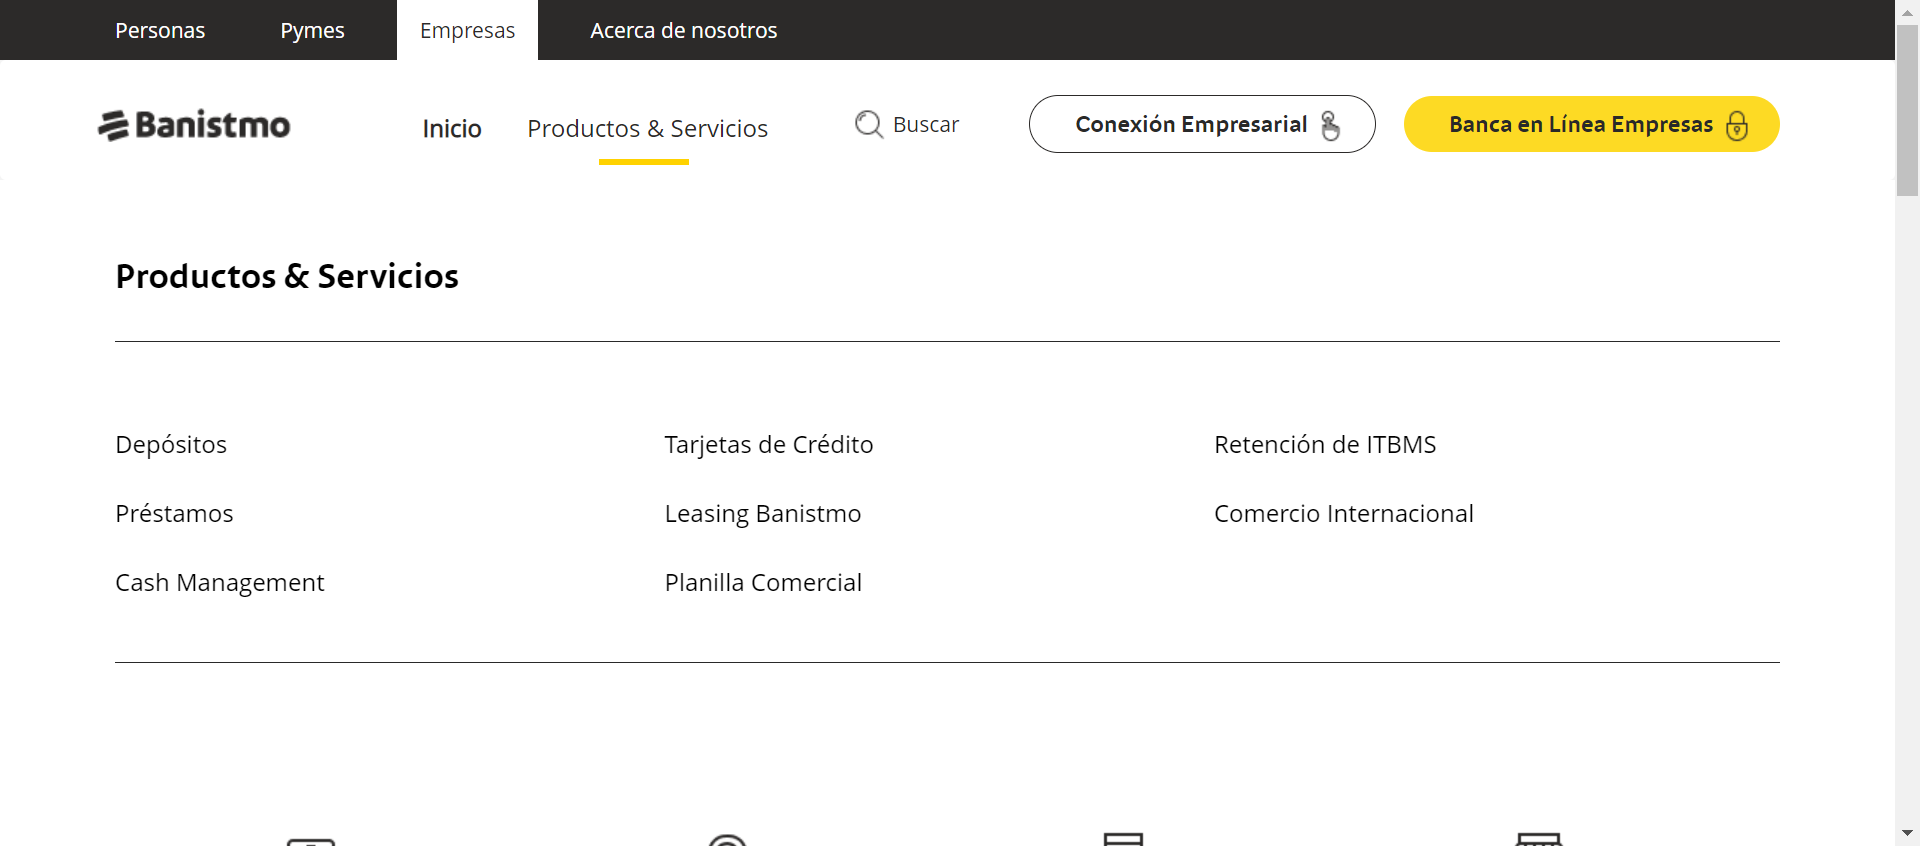 Personas Pymes Empresas Acerca de nosotros
Banistmo Inicio Productos & Servicios Buscar Conexión Empresarial Banca en Línea Empresas
Productos & Servicios
Depósitos Tarjetas de Crédito Retención de ITBMS
Préstamos Leasing Banistmo Comercio Internacional
Cash Management Planilla Comercial